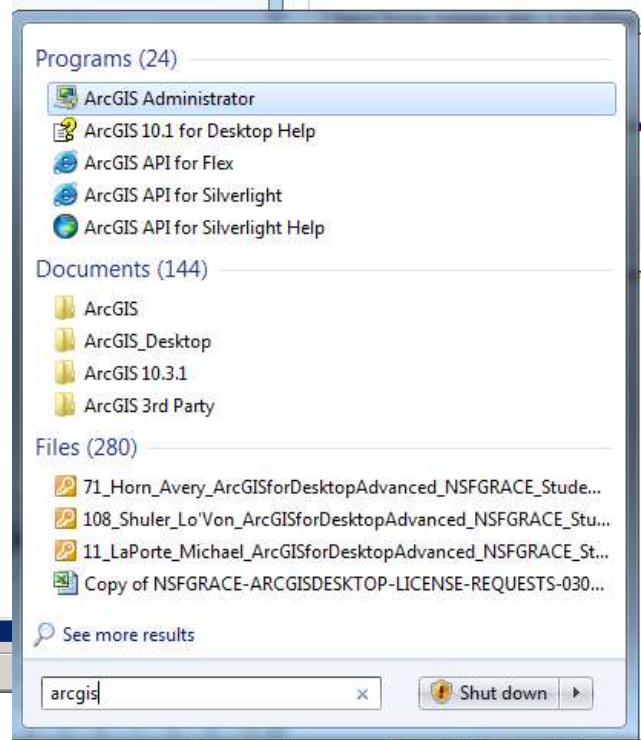 Programs (24)
ArcGIS Administrator
ArcGIS 10.1 for Desktop Help
ArcGIS API for Flex
ArcGIS API for Silverlight
ArcGIS API for Silverlight Help
Documents (144)
ArcGIS
ArcGIS_Desktop
ArcGIS 10.3.1
ArcGIS 3rd Party
Files (280)
71_Horn_Avery_ArcGISforDesktopAdvanced_NSFGRACE_Stude...
108_Shuler_Lo'Von_ArcGISforDesktopAdvanced_NSFGRACE_Stu...
11_LaPorte_Michael_ArcGISforDesktopAdvanced_NSFGRACE_St...
Copy of NSFGRACE-ARCGISDESKTOP-LICENSE-REQUESTS-030...
See more results
arcgis
Shut down